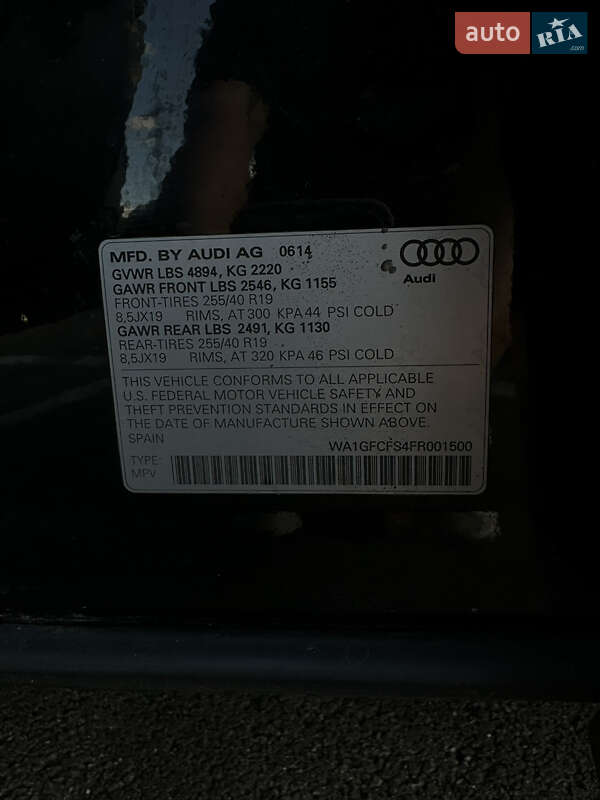 auto RIA .com
MFD. BY AUDI AG 0614
GVWR LBS 4894, KG 2220
GAWR FRONT LBS 2546, KG 1155
FRONT-TIRES 255/40 R19
8,5JX19 RIMS, AT 300 KPA 44 PSI COLD
GAWR REAR LBS 2491, KG 1130
REAR-TIRES 255/40 R19
8,5JX19 RIMS, AT 320 KPA 46 PSI COLD
Audi
THIS VEHICLE CONFORMS TO ALL APPLICABLE
U.S. FEDERAL MOTOR VEHICLE SAFETY AND
THEFT PREVENTION STANDARDS IN EFFECT ON
THE DATE OF MANUFACTURE SHOWN ABOVE.
SPAIN
WA1GFCFS4FR001500
TYPE:
MPV